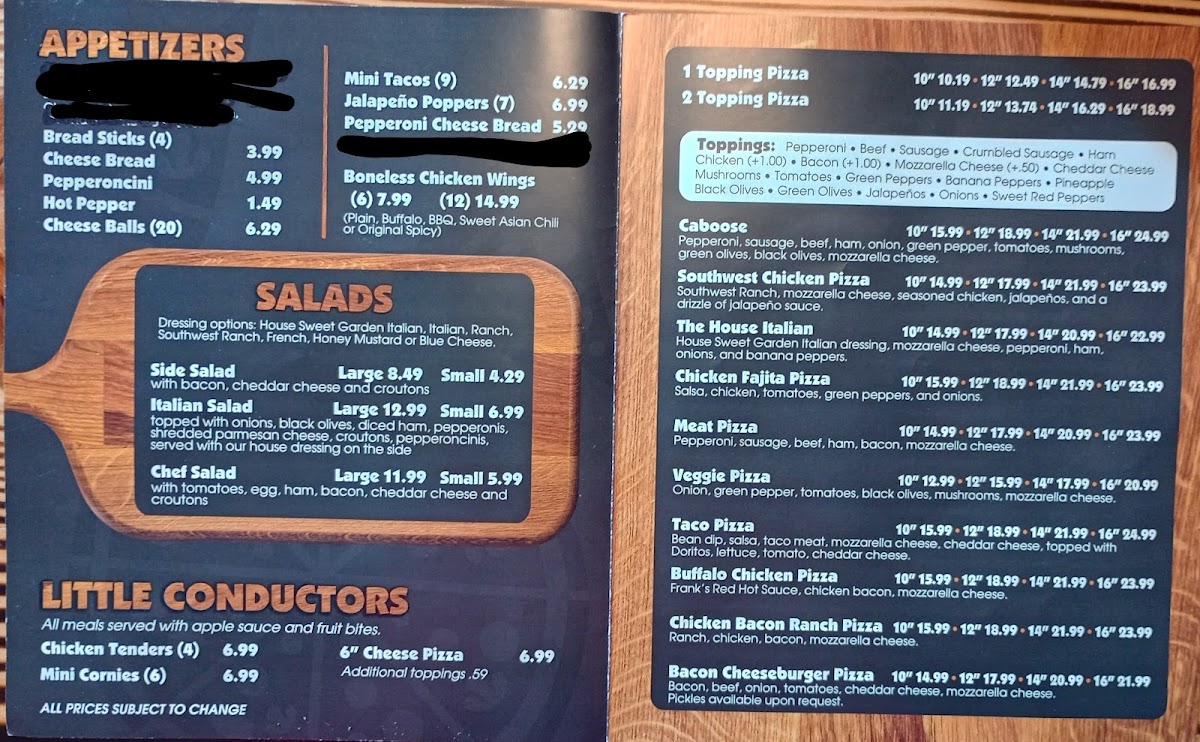 APPETIZERS
Bread Sticks (4) 3.99
Cheese Bread 4.99
Pepperoncini 1.49
Hot Pepper
Cheese Balls (20) 6.29
Mini Tacos (9) 6.29
Jalapeño Poppers (7) 6.99
Pepperoni Cheese Bread 5.29
Boneless Chicken Wings
(6) 7.99 (12) 14.99
(Plain, Buffalo, BBQ, Sweet Asian Chili
or Original Spicy)
SALADS
Dressing options: House Sweet Garden Italian, Italian, Ranch,
Southwest Ranch, French, Honey Mustard or Blue Cheese.
Side Salad Large 8.49 Small 4.29
with bacon, cheddar cheese and croutons
Italian Salad Large 12.99 Small 6.99
topped with onions, black olives, diced ham, pepperonis,
shredded parmesan cheese, croutons, pepperoncinis,
served with our house dressing on the side
Chef Salad Large 11.99 Small 5.99
with tomatoes, egg, ham, bacon, cheddar cheese and
croutons
LITTLE CONDUCTORS
All meals served with apple sauce and fruit bites.
Chicken Tenders (4) 6.99
Mini Cornies (6) 6.99
6" Cheese Pizza 6.99
Additional toppings .59
ALL PRICES SUBJECT TO CHANGE
1 Topping Pizza 10" 10.19 • 12" 12.49 • 14" 14.79 • 16" 16.99
2 Topping Pizza 10" 11.19 • 12" 13.74 • 14" 16.29 • 16" 18.99
Toppings: Pepperoni • Beef • Sausage • Crumbled Sausage • Ham
Chicken (+1.00) • Bacon (+1.00) • Mozzarella Cheese (+.50) • Cheddar Cheese
Mushrooms • Tomatoes • Green Peppers • Banana Peppers • Pineapple
Black Olives • Green Olives • Jalapeños • Onions • Sweet Red Peppers
Caboose 10" 15.99 • 12" 18.99 • 14" 21.99 • 16" 24.99
Pepperoni, sausage, beef, ham, onion, green pepper, tomatoes, mushrooms,
green olives, black olives, mozzarella cheese.
Southwest Chicken Pizza 10" 14.99 • 12" 17.99 • 14" 21.99 • 16" 23.99
Southwest Ranch, mozzarella cheese, seasoned chicken, jalapeños, and a
drizzle of jalapeño sauce.
The House Italian 10" 14.99 • 12" 17.99 • 14" 20.99 • 16" 22.99
House Sweet Garden Italian dressing, mozzarella cheese, pepperoni, ham,
onions, and banana peppers.
Chicken Fajita Pizza 10" 15.99 • 12" 18.99 • 14" 21.99 • 16" 23.99
Salsa, chicken, tomatoes, green peppers, and onions.
Meat Pizza 10" 14.99 • 12" 17.99 • 14" 20.99 • 16" 23.99
Pepperoni, sausage, beef, ham, bacon, mozzarella cheese.
Veggie Pizza 10" 12.99 • 12" 15.99 • 14" 17.99 • 16" 20.99
Onion, green pepper, tomatoes, black olives, mushrooms, mozzarella cheese.
Taco Pizza 10" 15.99 • 12" 18.99 • 14" 21.99 • 16" 24.99
Bean dip, salsa, taco meat, mozzarella cheese, cheddar cheese, topped with
Doritos, lettuce, tomato, cheddar cheese.
Buffalo Chicken Pizza 10" 15.99 • 12" 18.99 • 14" 21.99 • 16" 23.99
Frank's Red Hot Sauce, chicken bacon, mozzarella cheese.
Chicken Bacon Ranch Pizza 10" 15.99 • 12" 18.99 • 14" 21.99 • 16" 23.99
Ranch, chicken, bacon, mozzarella cheese.
Bacon Cheeseburger Pizza 10" 14.99 • 12" 17.99 • 14" 20.99 • 16" 21.99
Bacon, beef, onion, tomatoes, cheddar cheese, mozzarella cheese.
Pickles available upon request.